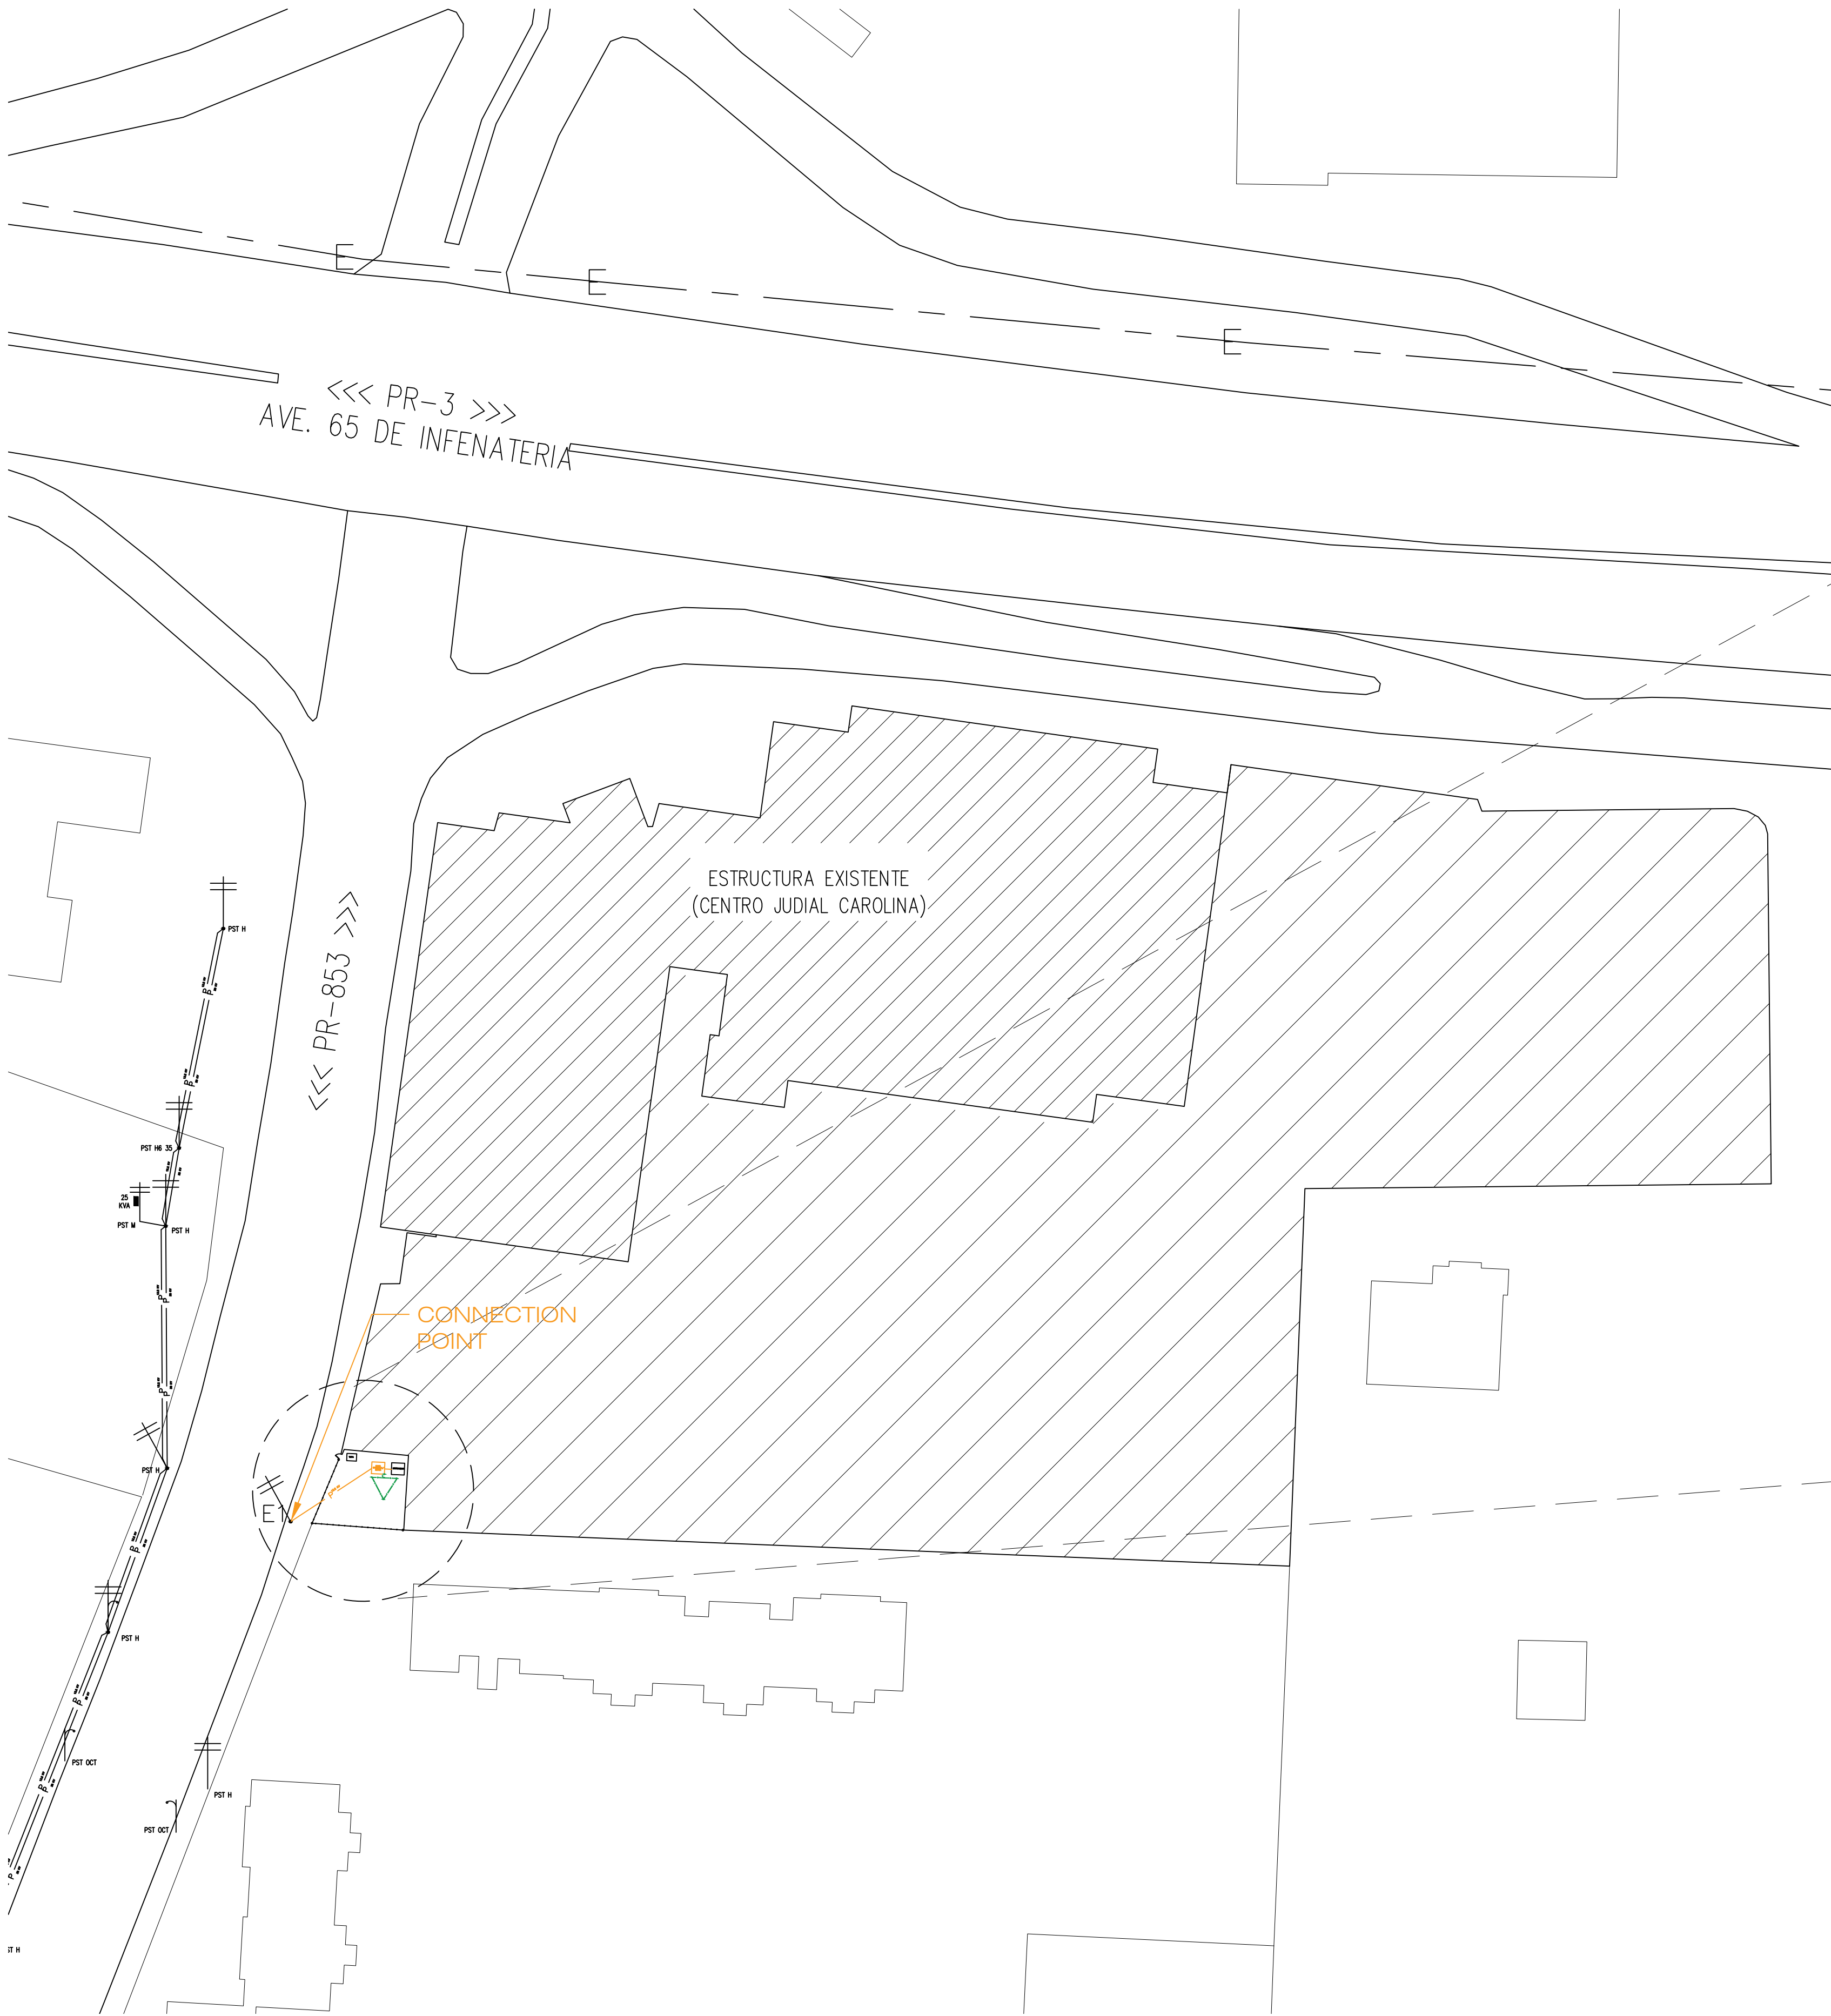 E
E
E
<<< PR-3 >>>
AVE. 65 DE INFENATERIA
ESTRUCTURA EXISTENTE
(CENTRO JUDIAL CAROLINA)
PST H
<<< PR-853 >>>
P
P
P
P
PST H6 35
25
KVA
PST M
PST H
P
P
CONNECTION
POINT
P
P
PST H
E1
P
P
PST H
P
P
PST OCT
P
P
PST H
PST OCT
P
ST H